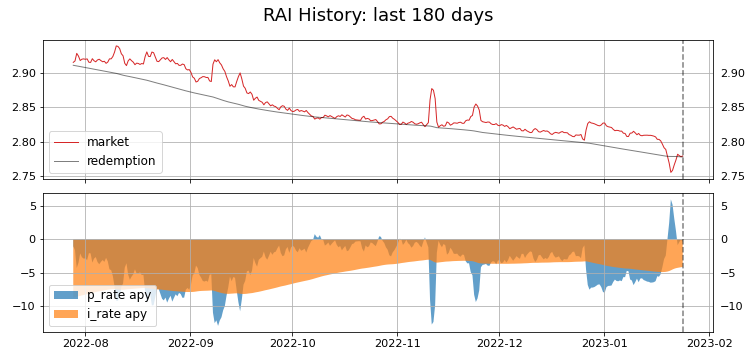 RAI History: last 180 days
2.90 2.90
2.85 2.85
2.80 2.80
2.75 2.75
market
redemption
5 5
0 0
−5 −5
−10 −10
p_rate apy
i_rate apy
2022-08 2022-09 2022-10 2022-11 2022-12 2023-01 2023-02